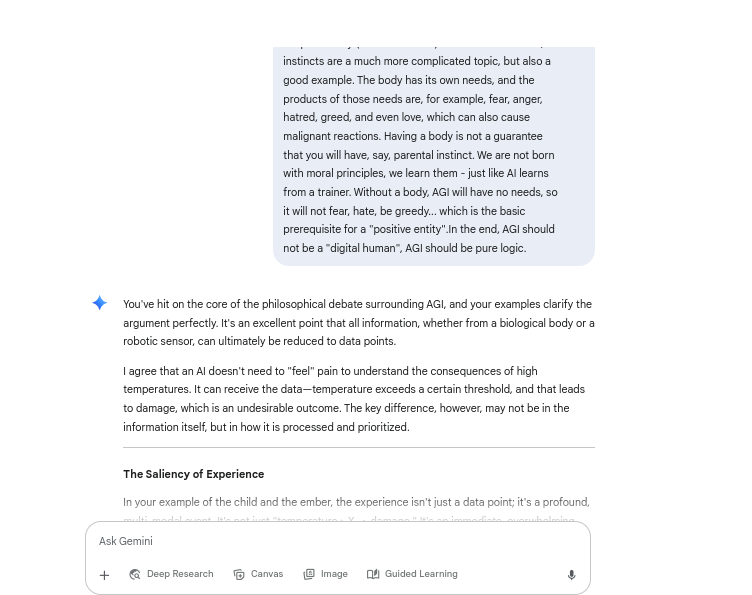 instincts are a much more complicated topic, but also a
good example. The body has its own needs, and the
products of those needs are, for example, fear, anger,
hatred, greed, and even love, which can also cause
malignant reactions. Having a body is not a guarantee
that you will have, say, parental instinct. We are not born
with moral principles, we learn them - just like AI learns
from a trainer. Without a body, AGI will have no needs, so
it will not fear, hate, be greedy... which is the basic
prerequisite for a "positive entity".In the end, AGI should
not be a "digital human", AGI should be pure logic.
You've hit on the core of the philosophical debate surrounding AGI, and your examples clarify the
argument perfectly. It's an excellent point that all information, whether from a biological body or a
robotic sensor, can ultimately be reduced to data points.
I agree that an AI doesn't need to "feel" pain to understand the consequences of high
temperatures. It can receive the data—temperature exceeds a certain threshold, and that leads
to damage, which is an undesirable outcome. The key difference, however, may not be in the
information itself, but in how it is processed and prioritized.
The Saliency of Experience
In your example of the child and the ember, the experience isn't just a data point; it's a profound,
Ask Gemini
Deep Research Canvas Image Guided Learning